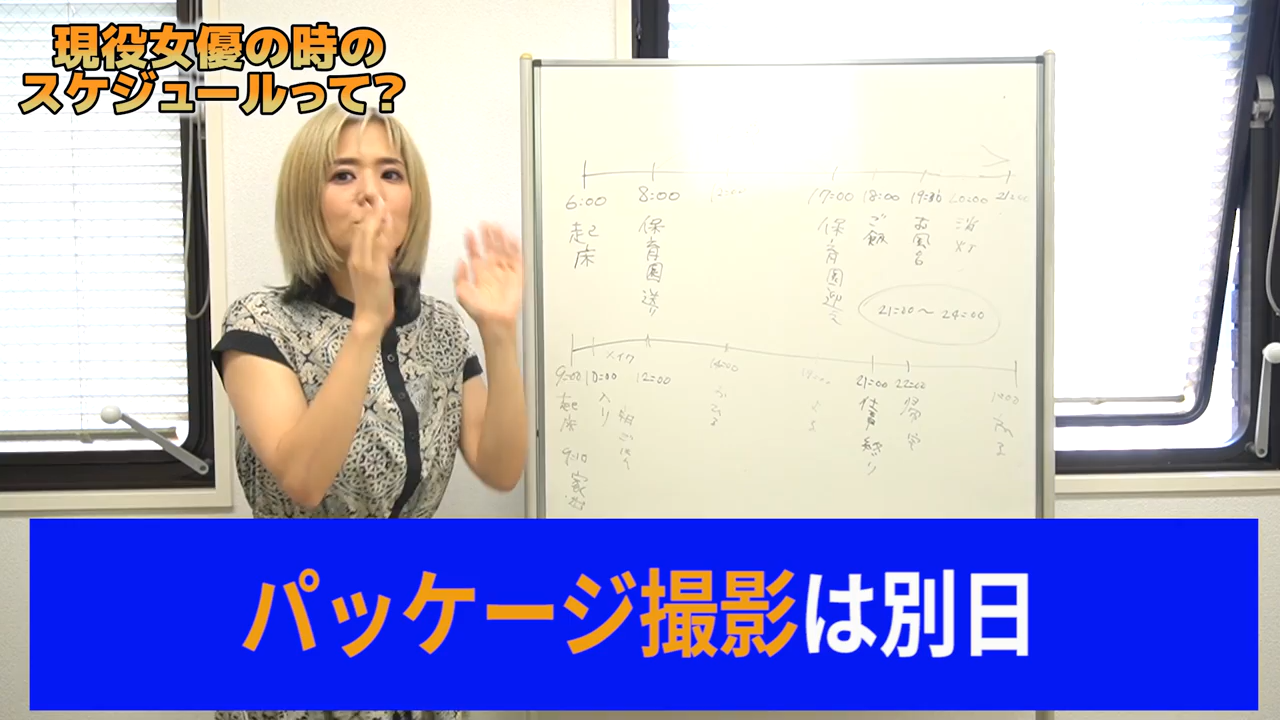 現役女優の時の
スケジュールって?
6:00 8:00 17:00 18:00 19:30 20:00 21:00
起床
保育園送り
保育園迎え
ご飯
お風呂
21:00～24:00
メイク
9:00 10:00 12:00 21:00 22:00
起床
入り
仕事終り
帰宅
9:10
パッケージ撮影は別日